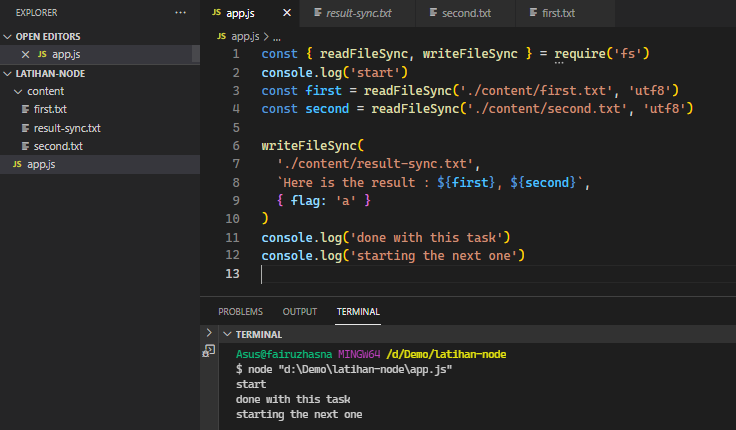 EXPLORER
OPEN EDITORS
app.js
LATIHAN-NODE
content
first.txt
result-sync.txt
second.txt
app.js
app.js result-sync.txt second.txt first.txt
app.js > ...
1 const { readFileSync, writeFileSync } = require('fs')
2 console.log('start')
3 const first = readFileSync('./content/first.txt', 'utf8')
4 const second = readFileSync('./content/second.txt', 'utf8')
5
6 writeFileSync(
7 './content/result-sync.txt',
8 `Here is the result : ${first}, ${second}`,
9 { flag: 'a' }
10 )
11 console.log('done with this task')
12 console.log('starting the next one')
13
PROBLEMS OUTPUT TERMINAL
TERMINAL
Asus@fairuzhasna MINGW64 /d/Demo/latihan-node
$ node "d:\Demo\latihan-node\app.js"
start
done with this task
starting the next one